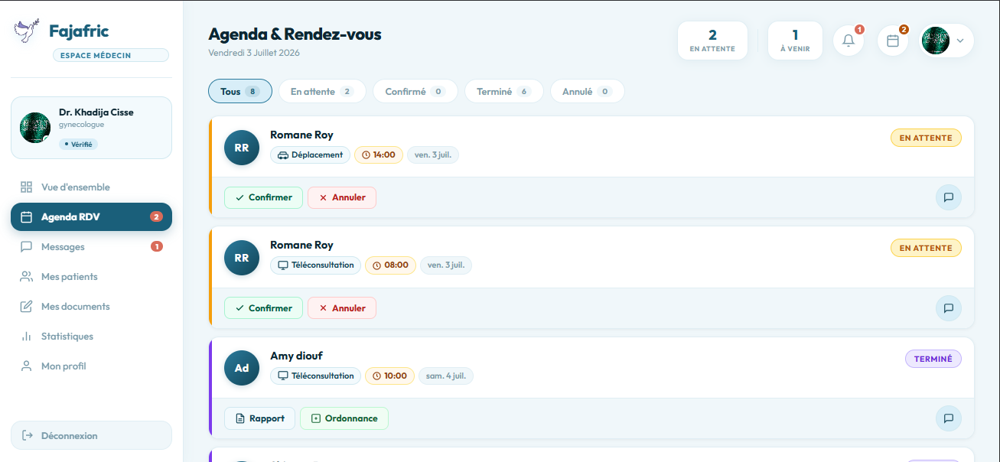 Fajafric
ESPACE MÉDECIN
Dr. Khadija Cisse
gynecologue
Vérifié
Vue d'ensemble
Agenda RDV 2
Messages 1
Mes patients
Mes documents
Statistiques
Mon profil
Déconnexion
Agenda & Rendez-vous
Vendredi 3 Juillet 2026
2
EN ATTENTE
1
À VENIR
1
2
Tous 8 En attente 2 Confirmé 0 Terminé 6 Annulé 0
RR
Romane Roy
Déplacement 14:00 ven. 3 juil.
EN ATTENTE
Confirmer Annuler
RR
Romane Roy
Téléconsultation 08:00 ven. 3 juil.
EN ATTENTE
Confirmer Annuler
Ad
Amy diouf
Téléconsultation 10:00 sam. 4 juil.
TERMINÉ
Rapport Ordonnance